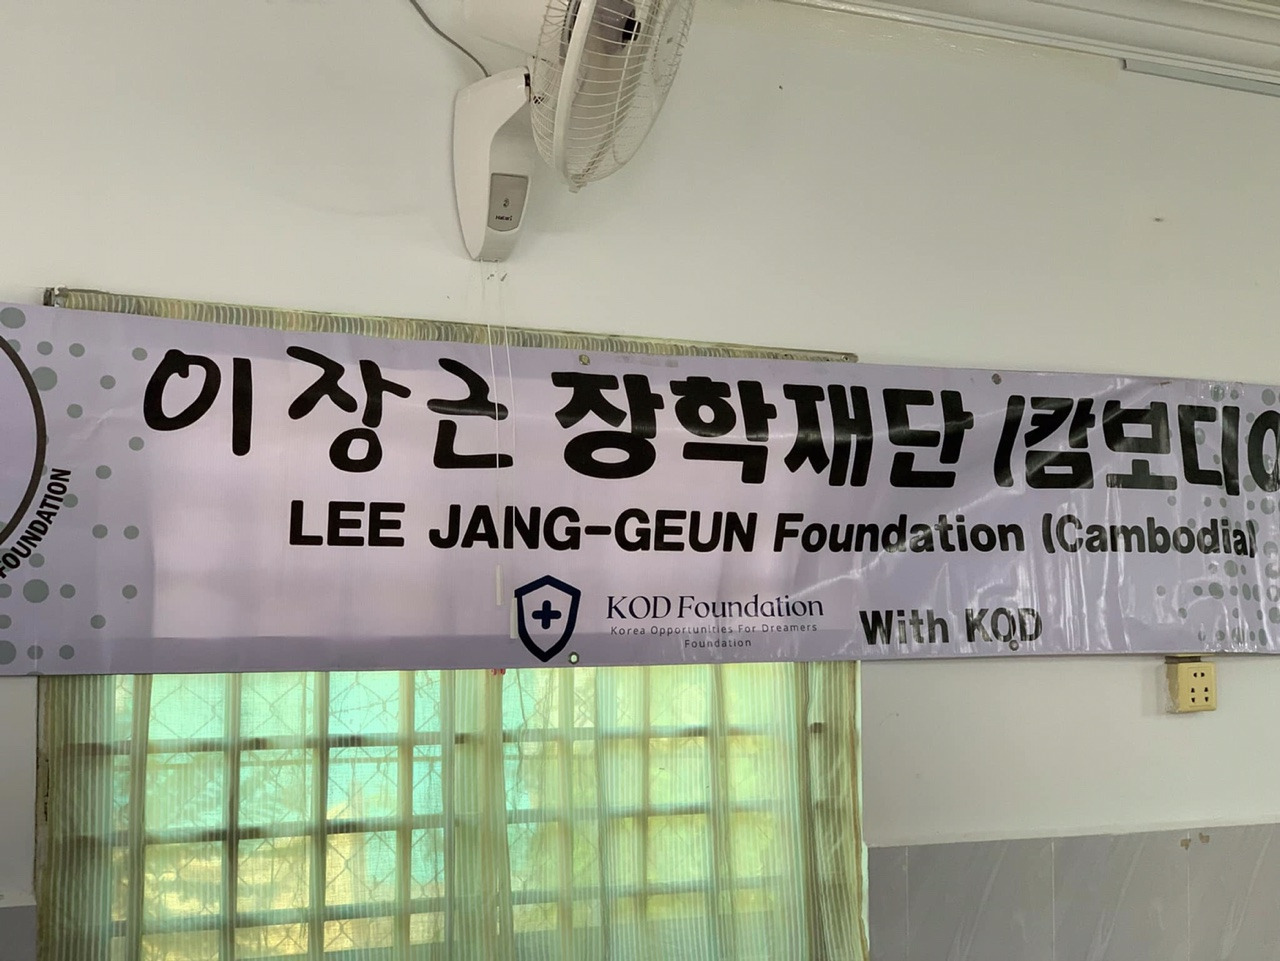 이장근 장학재단 /캄보디아
LEE JANG-GEUN Foundation (Cambodia)
KOD Foundation
Korea Opportunities For Dreamers
Foundation
With KOD
FOUNDATION
Hatari